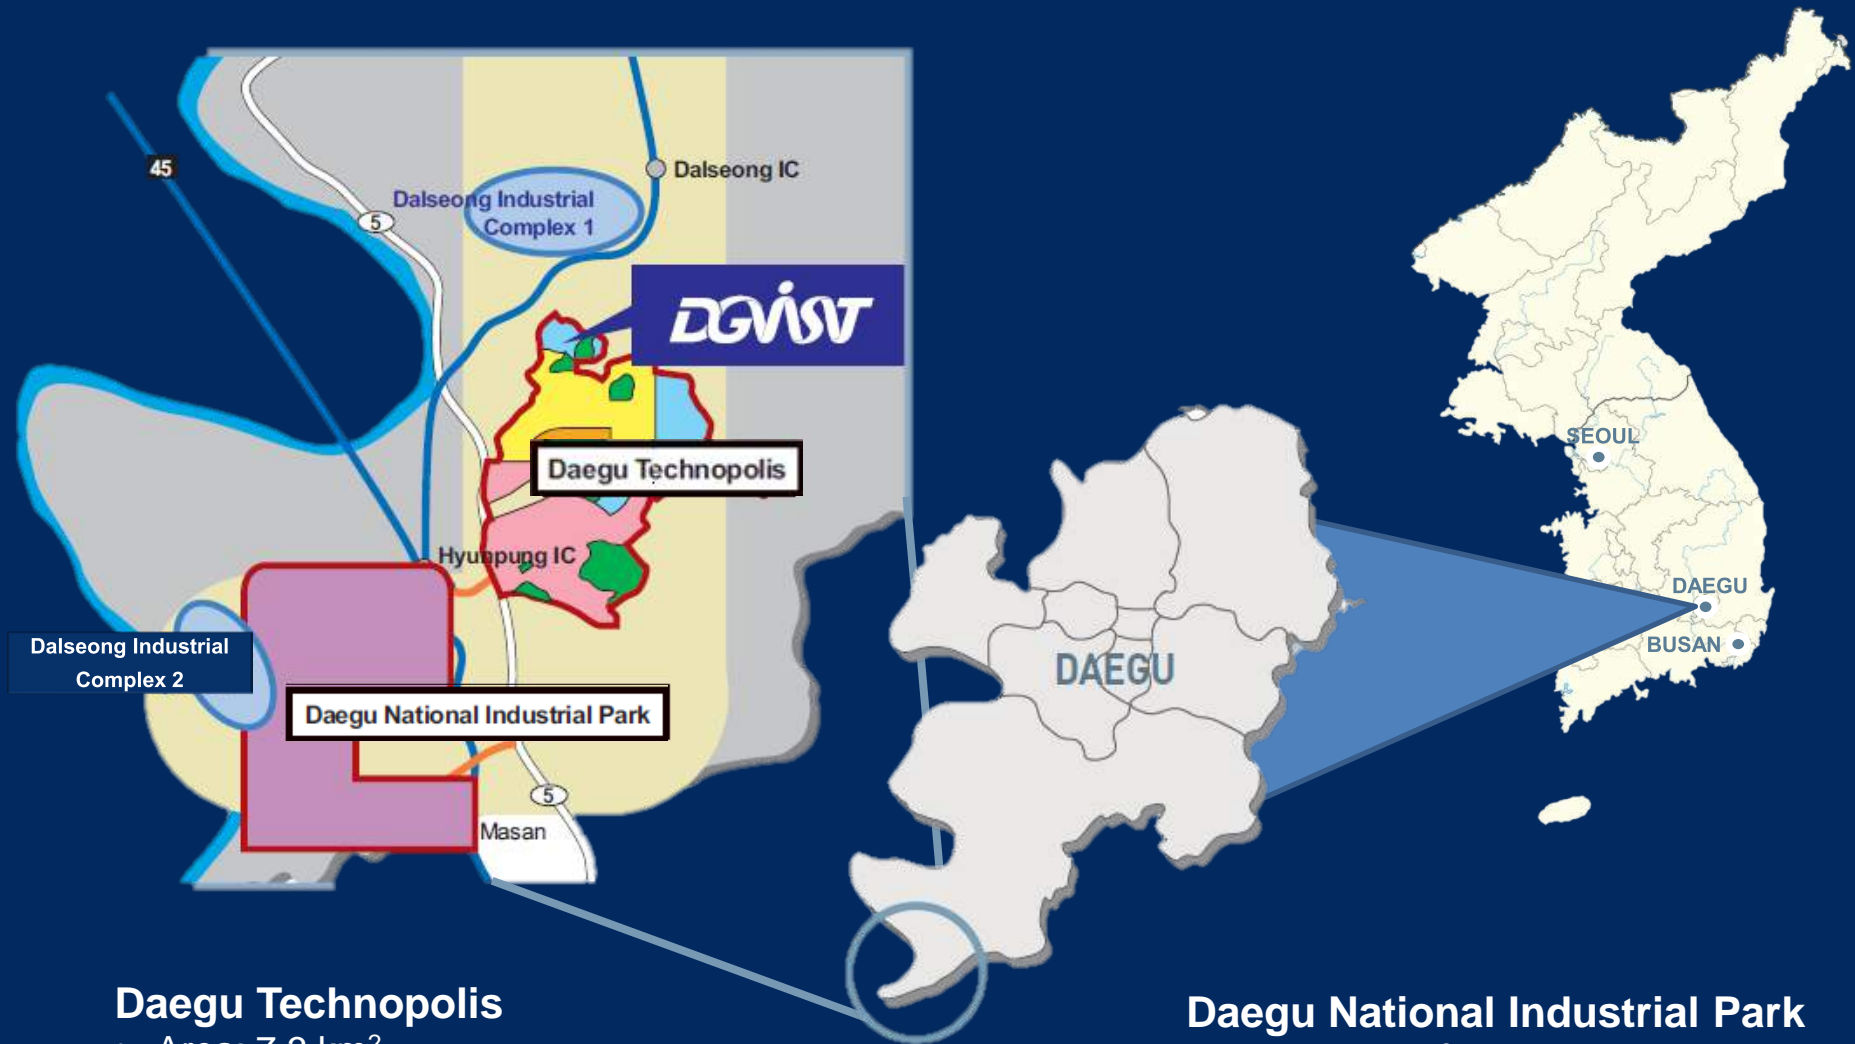 45
Dalseong IC
Dalseong Industrial
Complex 1
5
DGIST
Daegu Technopolis
Hyunpung IC
Dalseong Industrial
Complex 2
Daegu National Industrial Park
5
Masan
DAEGU
SEOUL
DAEGU
BUSAN
Daegu Technopolis
Daegu National Industrial Park